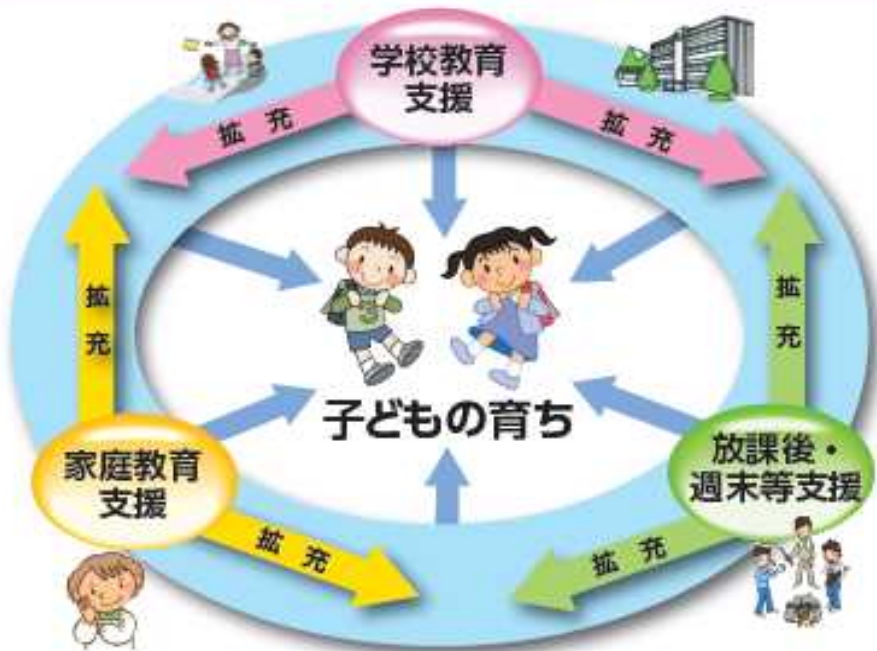 学校教育
支援
拡充
拡充
拡充
拡充
子どもの育ち
家庭教育
支援
放課後・
週末等支援
拡充
拡充